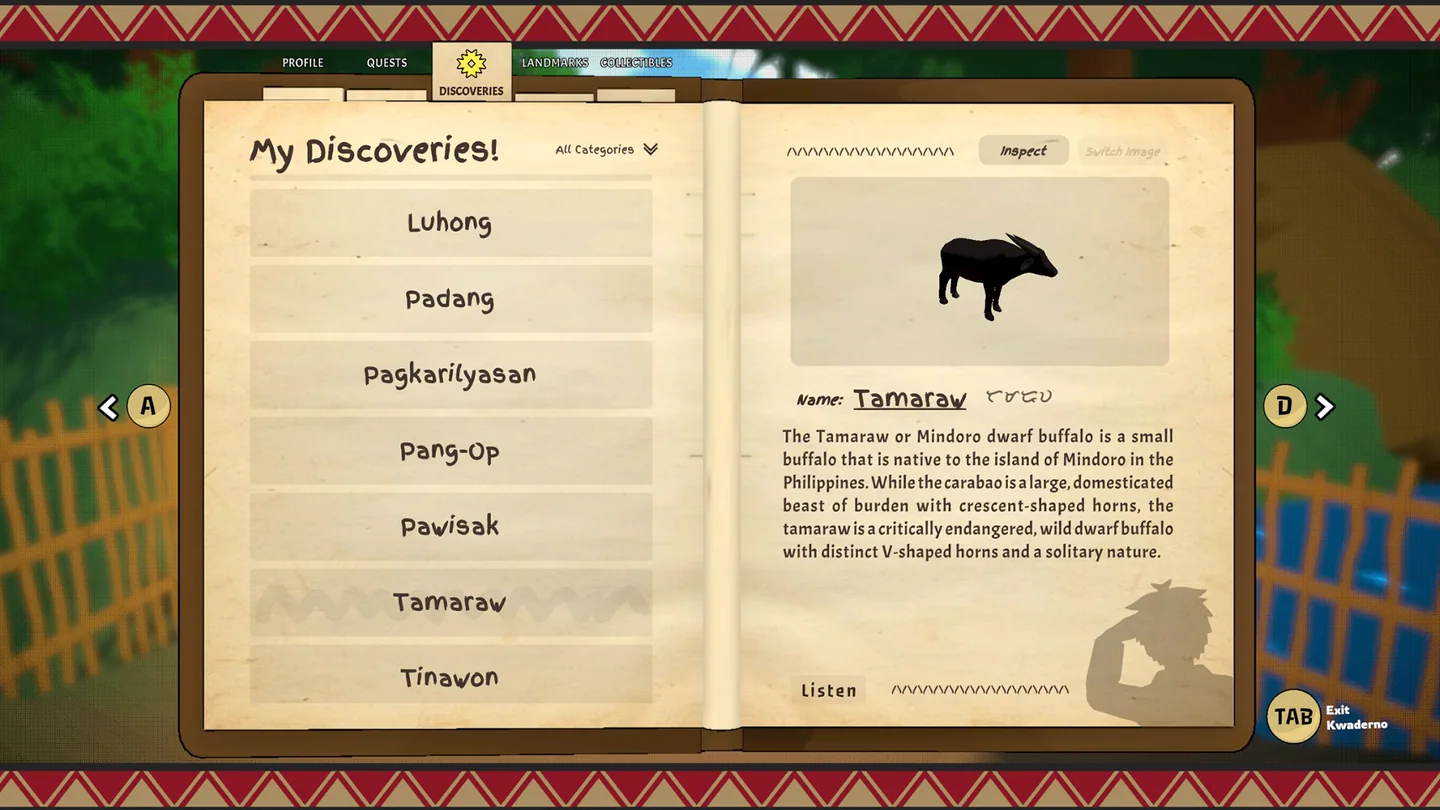 PROFILE
QUESTS
DISCOVERIES
LANDMARKS
COLLECTIBLES
My Discoveries!
All Categories
Luhong
Padang
Pagkarilyasan
Pang-Op
Pawisak
Tamaraw
Tinawon
Inspect
Switch Image
Name: Tamaraw
The Tamaraw or Mindoro dwarf buffalo is a small
buffalo that is native to the island of Mindoro in the
Philippines. While the carabao is a large, domesticated
beast of burden with crescent-shaped horns, the
tamaraw is a critically endangered, wild dwarf buffalo
with distinct V-shaped horns and a solitary nature.
Listen
A
D
TAB
Exit
Kwaderno